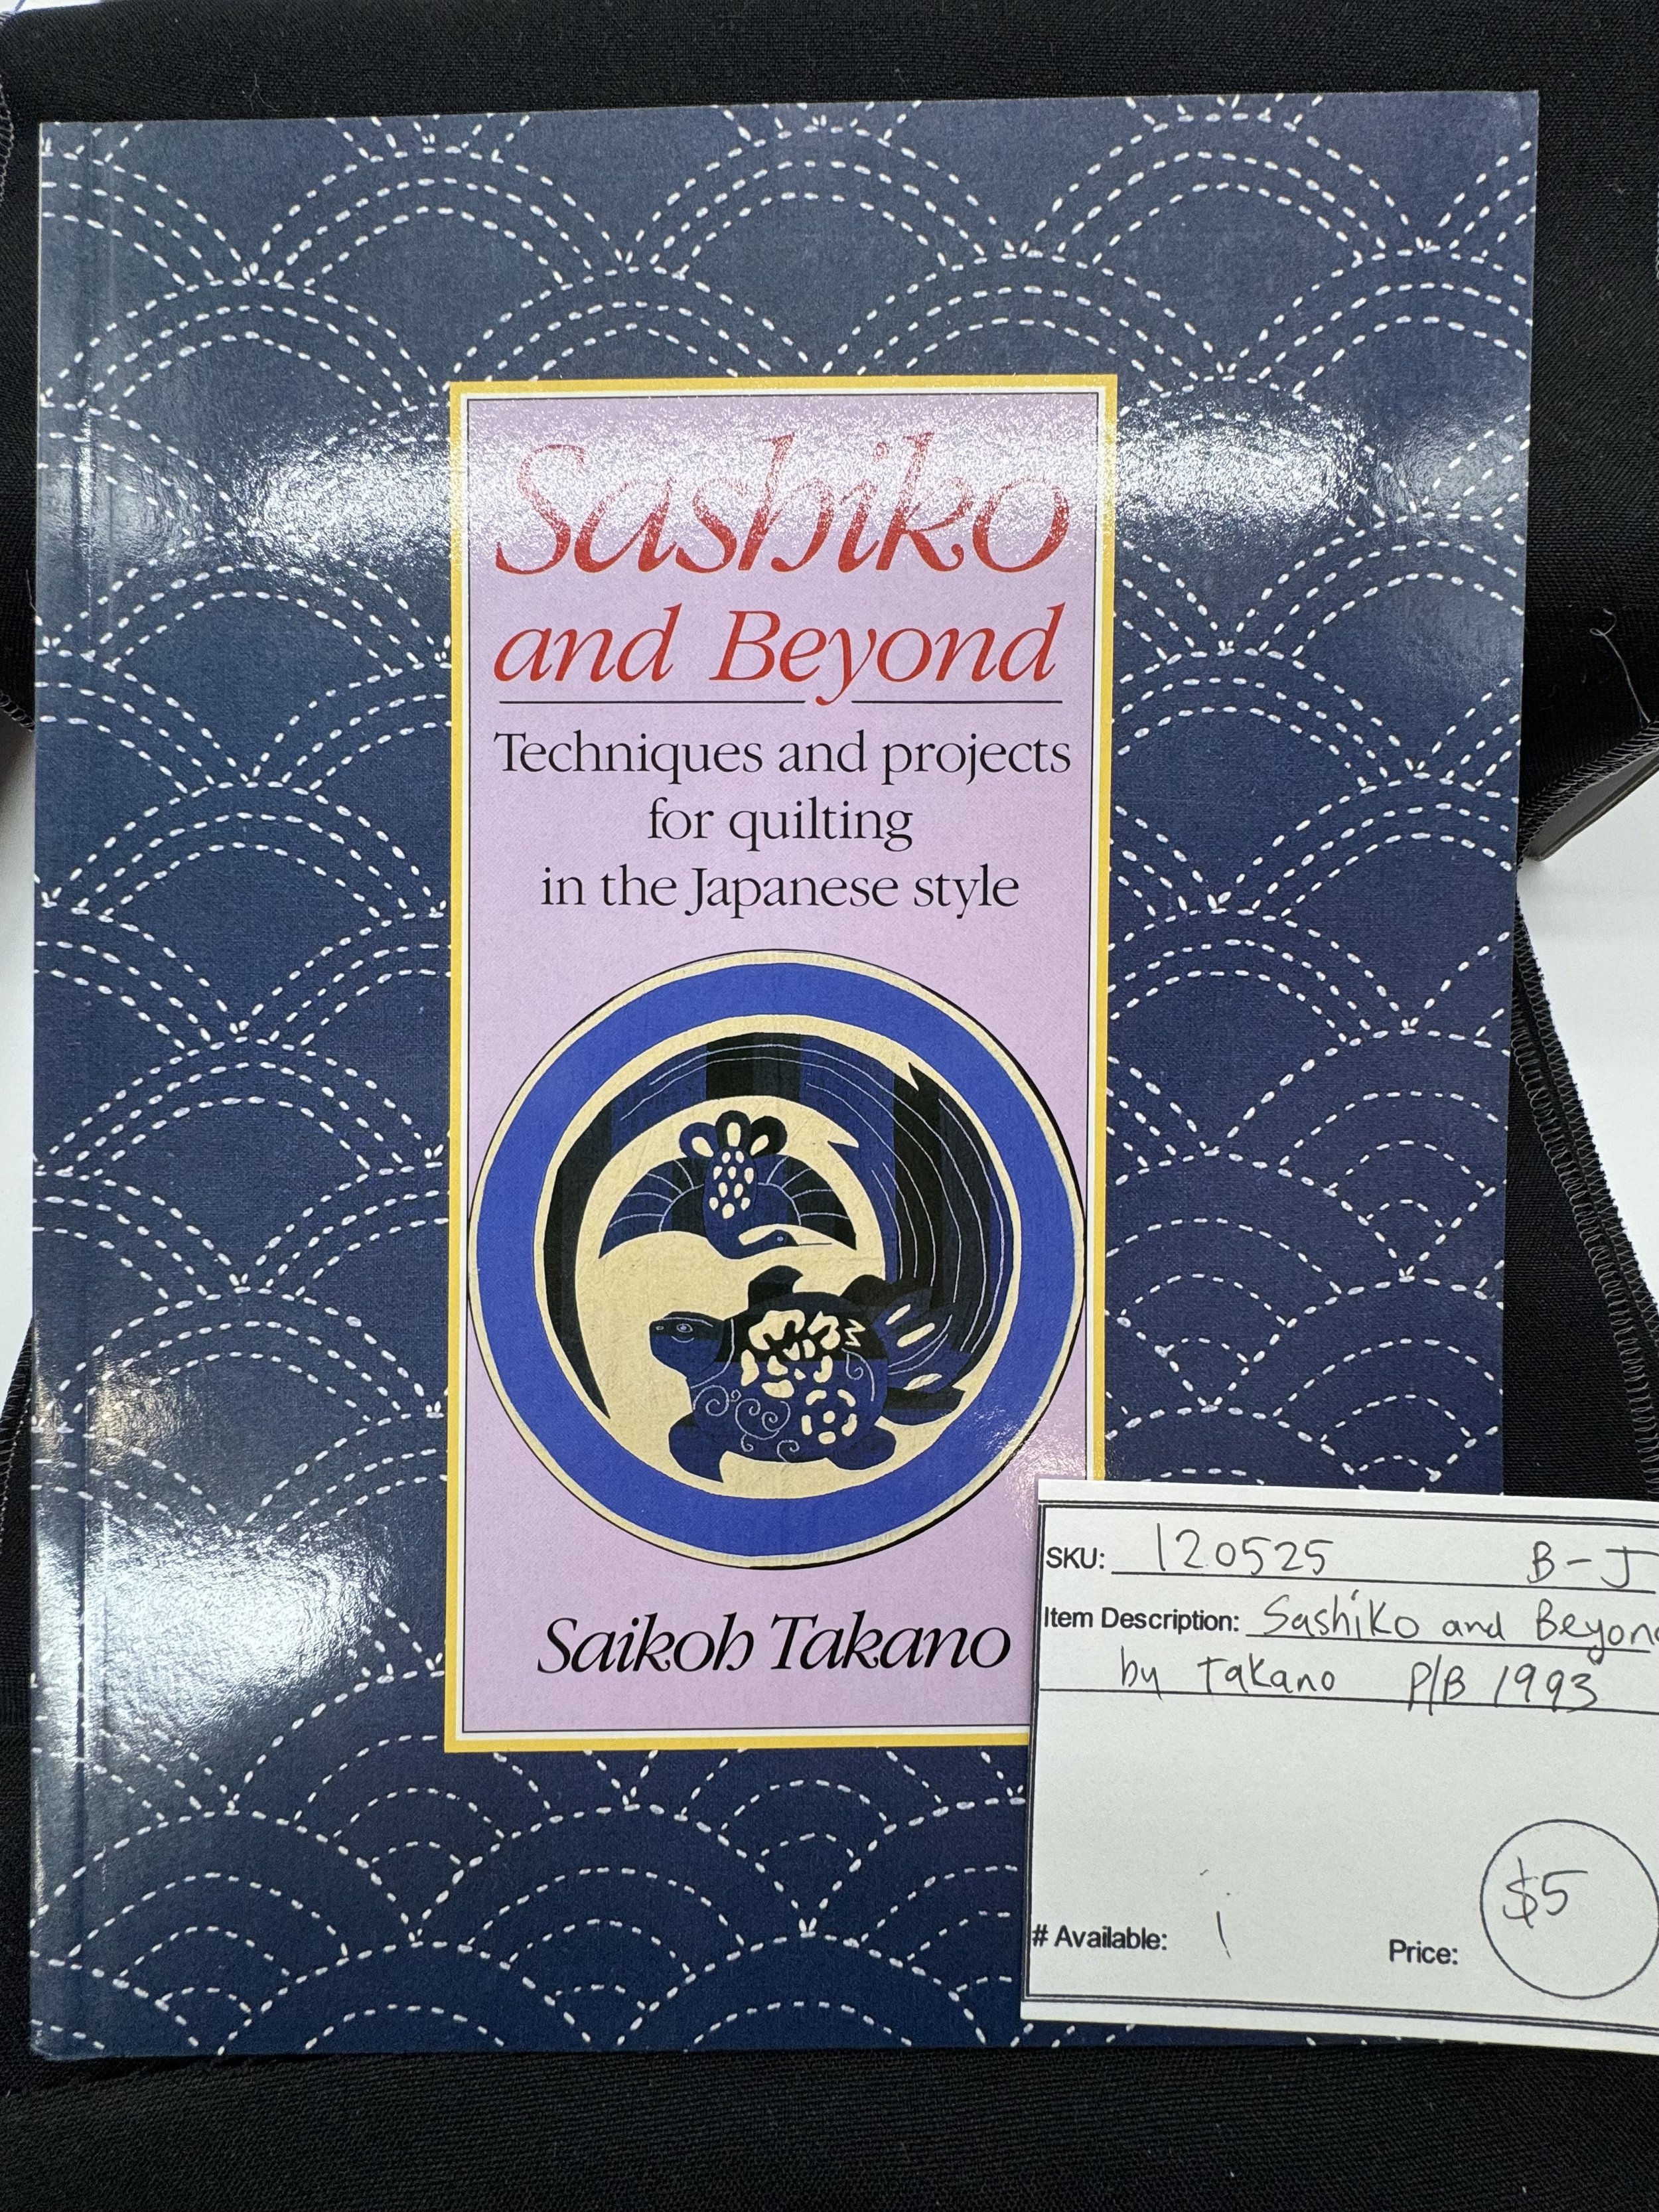 Sashiko
and Beyond
Techniques and projects
for quilting
in the Japanese style
Saikoh Takano
SKU: 120525 B-J
Item Description: Sashiko and Beyond
by Takano P/B 1993
# Available: 1 Price: $5